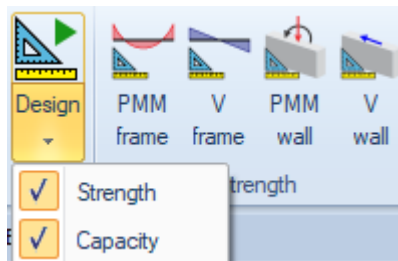 Design PMM V PMM V
frame frame wall wall
Strength trength
Capacity